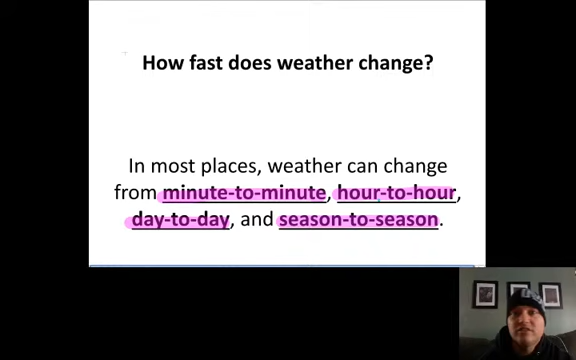 How fast does weather change?
In most places, weather can change
from minute-to-minute, hour-to-hour,
day-to-day, and season-to-season.